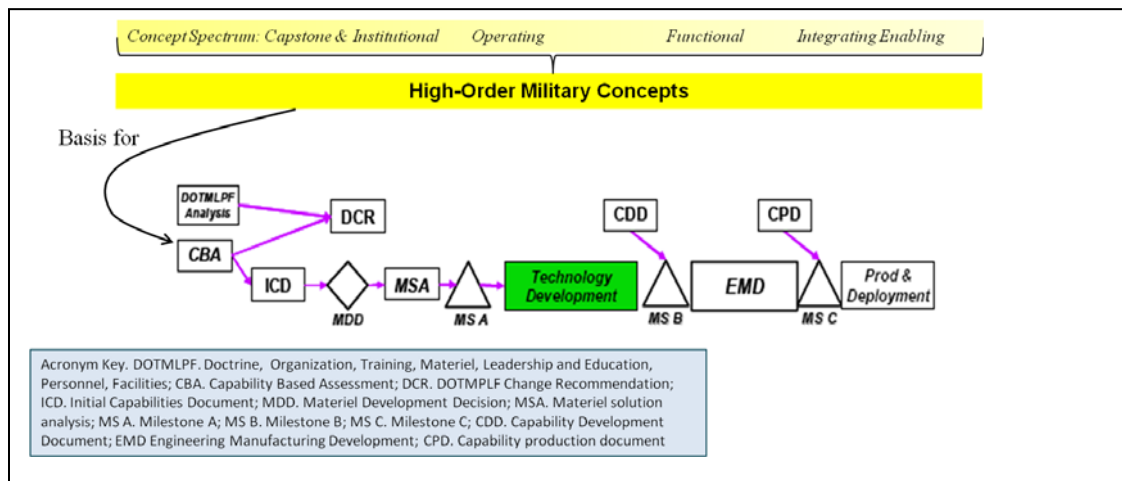 Concept Spectrum: Capstone & Institutional Operating Functional Integrating Enabling
High-Order Military Concepts
Basis for
DOTMLPF
Analysis
DCR
CDD
CPD
CBA
ICD
MDD
MSA
MS A
Technology
Development
MS B
EMD
MS C
Prod &
Deployment
Acronym Key. DOTMLPF. Doctrine, Organization, Training, Materiel, Leadership and Education,
Personnel, Facilities; CBA. Capability Based Assessment; DCR. DOTMPLF Change Recommendation;
ICD. Initial Capabilities Document; MDD. Materiel Development Decision; MSA. Materiel solution
analysis; MS A. Milestone A; MS B. Milestone B; MS C. Milestone C; CDD. Capability Development
Document; EMD Engineering Manufacturing Development; CPD. Capability production document